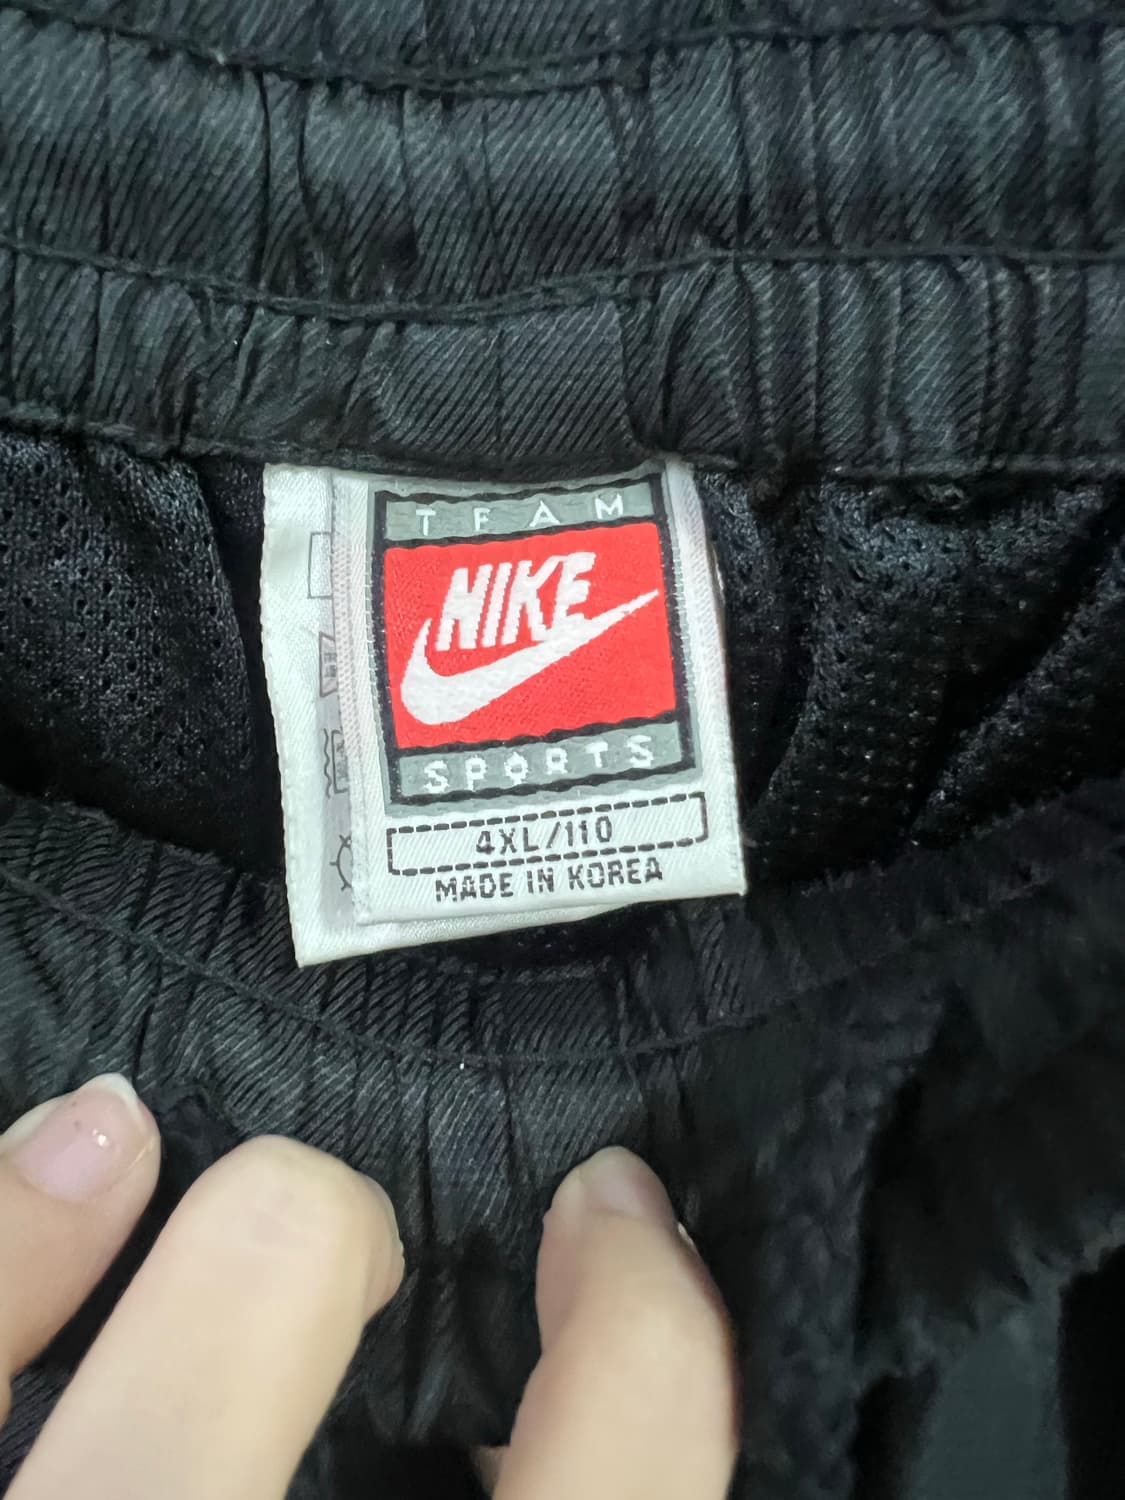 TEAM
NIKE
SPORTS
4XL/110
MADE IN KOREA